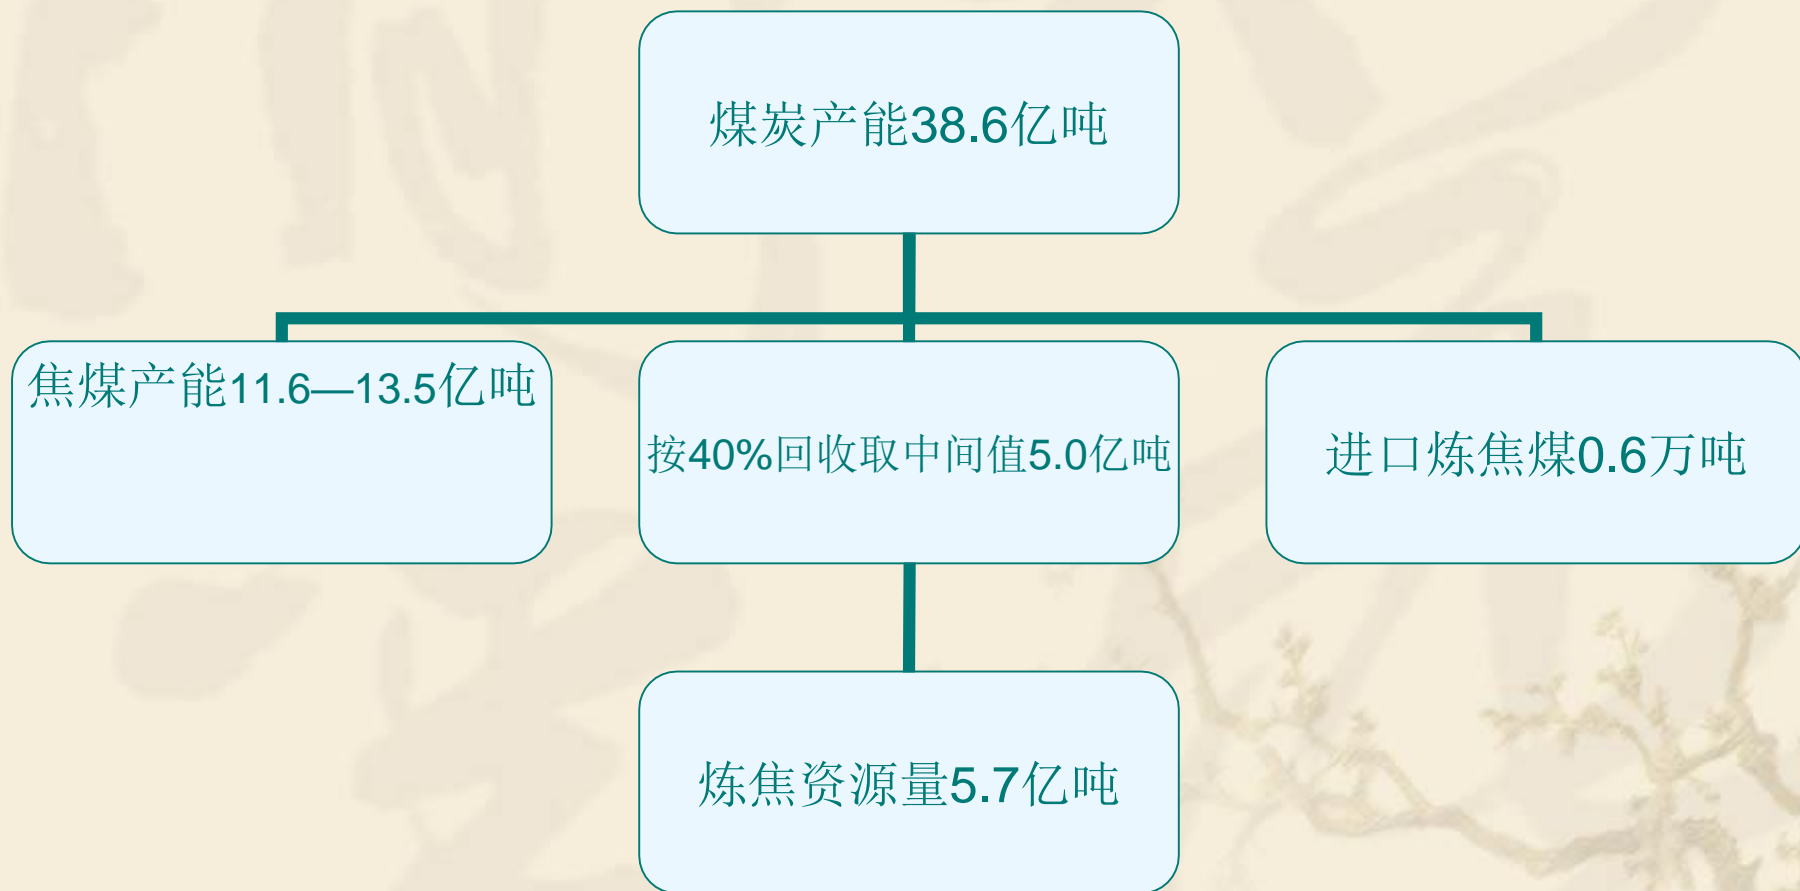 煤炭产能38.6亿吨
焦煤产能11.6—13.5亿吨
按40%回收取中间值5.0亿吨
进口炼焦煤0.6万吨
炼焦资源量5.7亿吨